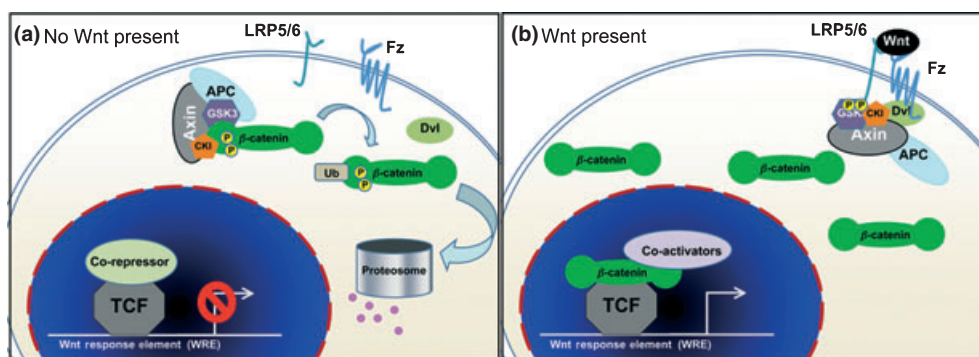 (a) No Wnt present
LRP5/6
Fz
APC
GSK3
Axin
CKI
P
P
β-catenin
Dvl
Ub
P
P
β-catenin
Proteosome
Co-repressor
TCF
Wnt response element (WRE)
(b) Wnt present
LRP5/6
Wnt
Fz
P
P
GSK
CKI
Dvl
Axin
APC
β-catenin
β-catenin
β-catenin
Co-activators
β-catenin
TCF
Wnt response element (WRE)